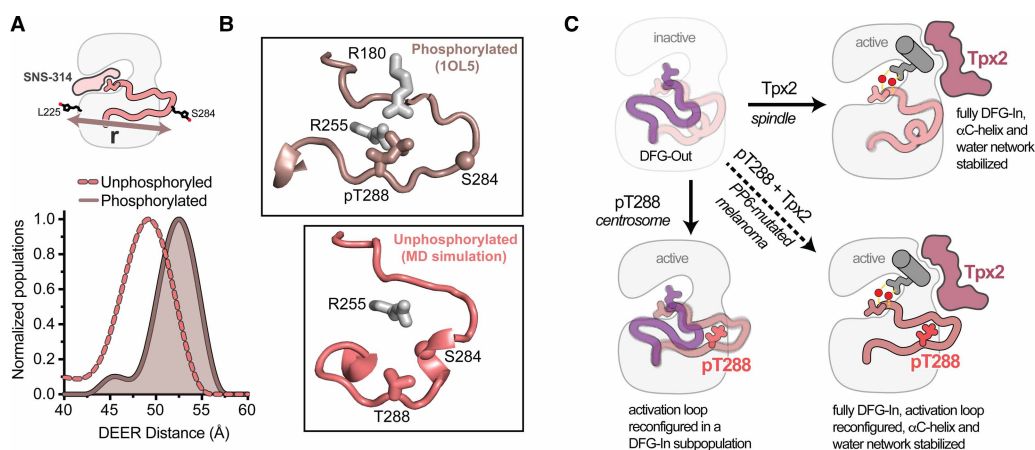 A
SNS-314
L225
S284
r
Unphosphoryled
Phosphorylated
Normalized populations
1.0
0.8
0.6
0.4
0.2
0.0
40
45
50
55
60
DEER Distance (Å)
B
Phosphorylated
(1OL5)
R180
R255
pT288
S284
Unphosphorylated
(MD simulation)
R255
S284
T288
C
inactive
DFG-Out
Tpx2
spindle
active
Tpx2
fully DFG-In,
αC-helix and
water network
stabilized
pT288
centrosome
pT288 + Tpx2
PP6-mutated
melanoma
active
pT288
activation loop
reconfigured in a
DFG-In subpopulation
active
Tpx2
pT288
fully DFG-In, activation loop
reconfigured, αC-helix and
water network stabilized